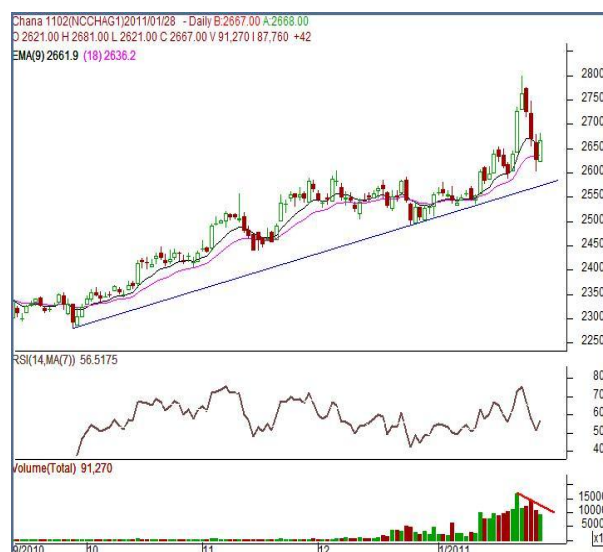 Chana 1102(NCCHAG1)2011/01/28 - Daily B:2667.00 A:2668.00
O 2621.00 H 2681.00 L 2621.00 C 2667.00 V 91,270 I 87,760 +42
EMA(9) 2661.9 (18) 2636.2
2800
2750
2700
2650
2600
2550
2500
2450
2400
2350
2300
2250
RSI(14,MA(7)) 56.5175
80
70
60
50
40
Volume(Total) 91,270
15000
10000
5000
x1
9/2010 10 11 12 1/2011